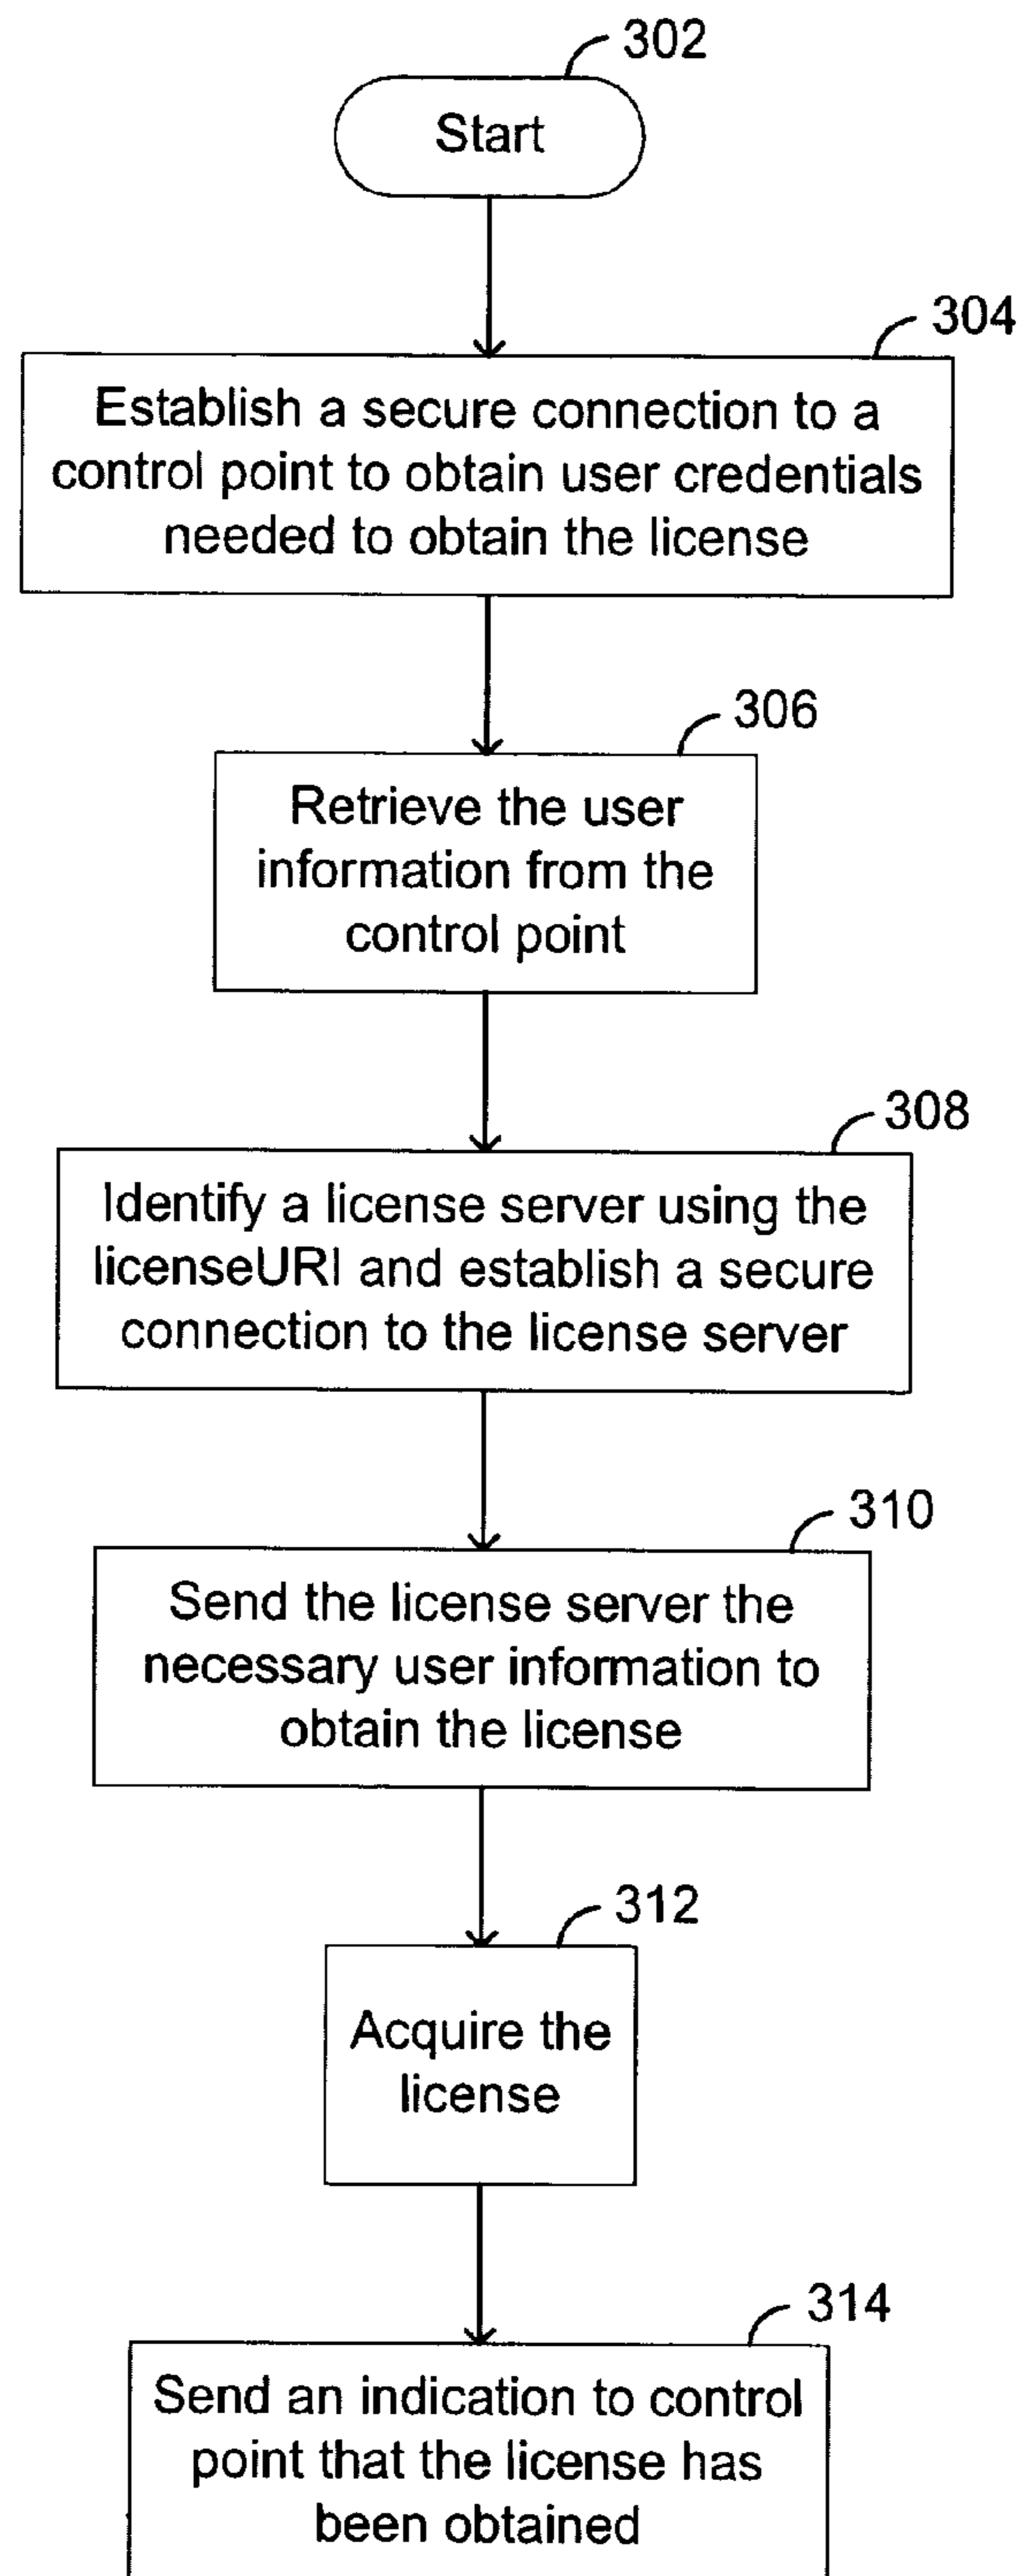 302
Start
304
Establish a secure connection to a
control point to obtain user credentials
needed to obtain the license
306
Retrieve the user
information from the
control point
308
Identify a license server using the
licenseURI and establish a secure
connection to the license server
310
Send the license server the
necessary user information to
obtain the license
312
Acquire the
license
314
Send an indication to control
point that the license has
been obtained